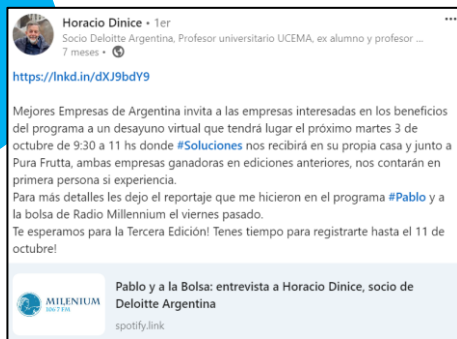 Horacio Dinice • 1er
Socio Deloitte Argentina, Profesor universitario UCEMA, ex alumno y profesor ...
7 meses •
https://lnkd.in/dXJ9bdY9
Mejores Empresas de Argentina invita a las empresas interesadas en los beneficios
del programa a un desayuno virtual que tendrá lugar el próximo martes 3 de
octubre de 9:30 a 11 hs donde #Soluciones nos recibirá en su propia casa y junto a
Pura Frutta, ambas empresas ganadoras en ediciones anteriores, nos contarán en
primera persona si experiencia.
Para más detalles les dejo el reportaje que me hicieron en el programa #Pablo y a
la bolsa de Radio Millennium el viernes pasado.
Te esperamos para la Tercera Edición! Tenes tiempo para registrarte hasta el 11 de
octubre!
MILENIUM
106.7 FM
Pablo y a la Bolsa: entrevista a Horacio Dinice, socio de
Deloitte Argentina
spotify.link